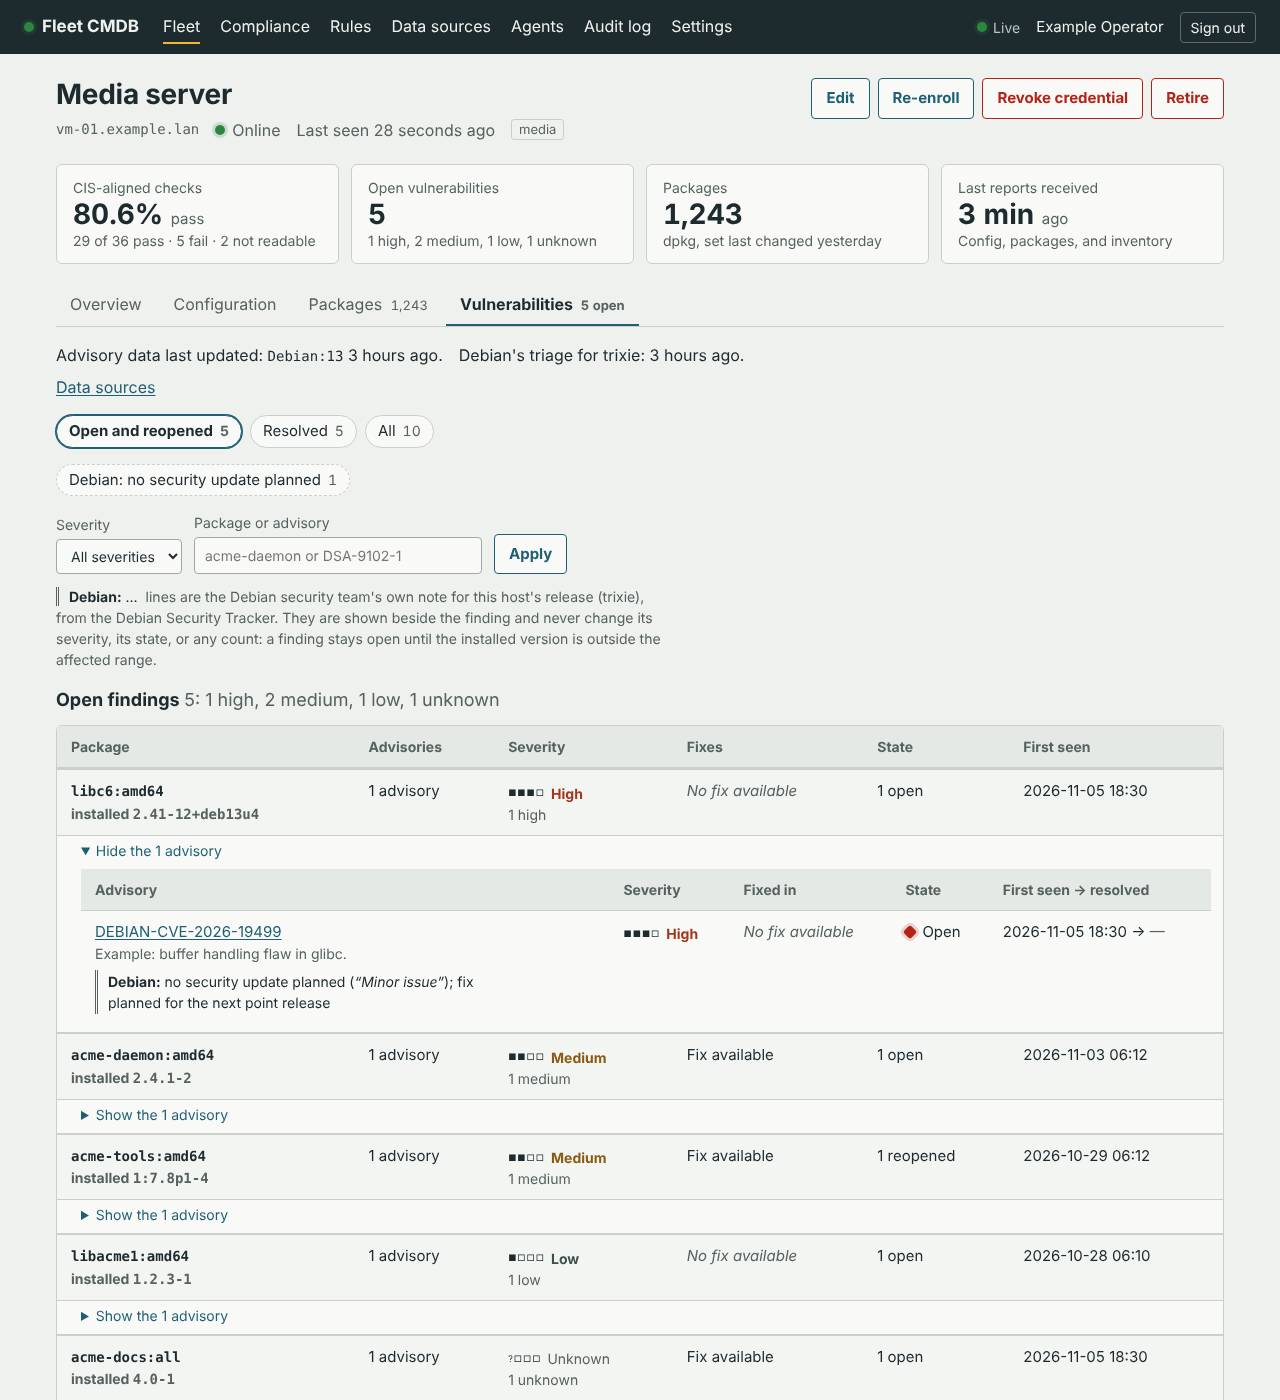 Fleet CMDB Fleet Compliance Rules Data sources Agents Audit log Settings Live Example Operator Sign out
Media server Edit Re-enroll Revoke credential Retire
vm-01.example.lan Online Last seen 28 seconds ago media
CIS-aligned checks Open vulnerabilities Packages Last reports received
80.6% pass 5 1,243 3 min ago
29 of 36 pass · 5 fail · 2 not readable 1 high, 2 medium, 1 low, 1 unknown dpkg, set last changed yesterday Config, packages, and inventory
Overview Configuration Packages 1,243 Vulnerabilities 5 open
Advisory data last updated: Debian:13 3 hours ago. Debian's triage for trixie: 3 hours ago.
Data sources
Open and reopened 5 Resolved 5 All 10
Debian: no security update planned 1
Severity Package or advisory
All severities acme-daemon or DSA-9102-1 Apply
Debian: … lines are the Debian security team's own note for this host's release (trixie),
from the Debian Security Tracker. They are shown beside the finding and never change its
severity, its state, or any count: a finding stays open until the installed version is outside the
affected range.
Open findings 5: 1 high, 2 medium, 1 low, 1 unknown
Package Advisories Severity Fixes State First seen
libc6:amd64 1 advisory High No fix available 1 open 2026-11-05 18:30
installed 2.41-12+deb13u4 1 high
▼ Hide the 1 advisory
Advisory Severity Fixed in State First seen → resolved
DEBIAN-CVE-2026-19499 High No fix available Open 2026-11-05 18:30 → —
Example: buffer handling flaw in glibc.
Debian: no security update planned (“Minor issue”); fix
planned for the next point release
acme-daemon:amd64 1 advisory Medium Fix available 1 open 2026-11-03 06:12
installed 2.4.1-2 1 medium
▶ Show the 1 advisory
acme-tools:amd64 1 advisory Medium Fix available 1 reopened 2026-10-29 06:12
installed 1:7.8p1-4 1 medium
▶ Show the 1 advisory
libacme1:amd64 1 advisory Low No fix available 1 open 2026-10-28 06:10
installed 1.2.3-1 1 low
▶ Show the 1 advisory
acme-docs:all 1 advisory ? Unknown Fix available 1 open 2026-11-05 18:30
installed 4.0-1 1 unknown